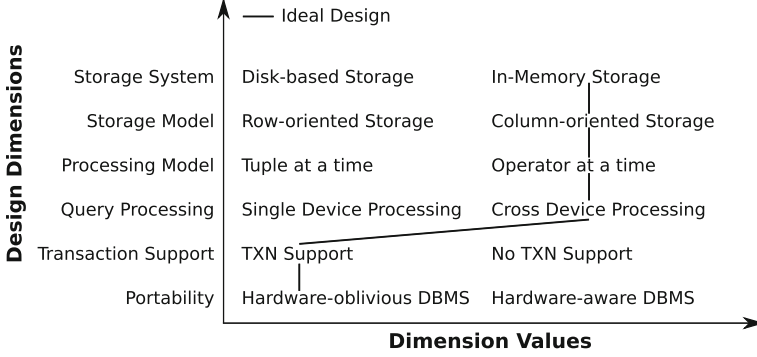 Ideal Design
Design Dimensions
Storage System Disk-based Storage In-Memory Storage
Storage Model Row-oriented Storage Column-oriented Storage
Processing Model Tuple at a time Operator at a time
Query Processing Single Device Processing Cross Device Processing
Transaction Support TXN Support No TXN Support
Portability Hardware-oblivious DBMS Hardware-aware DBMS
Dimension Values